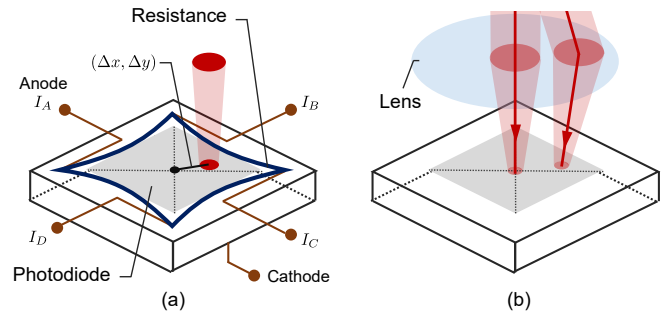 Resistance
(Δx, Δy)
Anode
I_A
I_B
Lens
I_D
I_C
Photodiode
Cathode
(a)
(b)